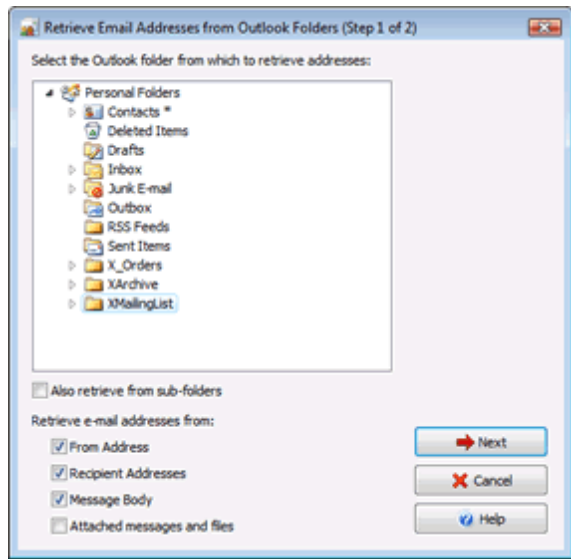 Retrieve Email Addresses from Outlook Folders (Step 1 of 2)
Select the Outlook folder from which to retrieve addresses:
Personal Folders
Contacts *
Deleted Items
Drafts
Inbox
Junk E-mail
Outbox
RSS Feeds
Sent Items
X_Orders
XArchive
XMailingList
Also retrieve from sub-folders
Retrieve e-mail addresses from:
From Address
Recipient Addresses
Message Body
Attached messages and files
Next
Cancel
Help